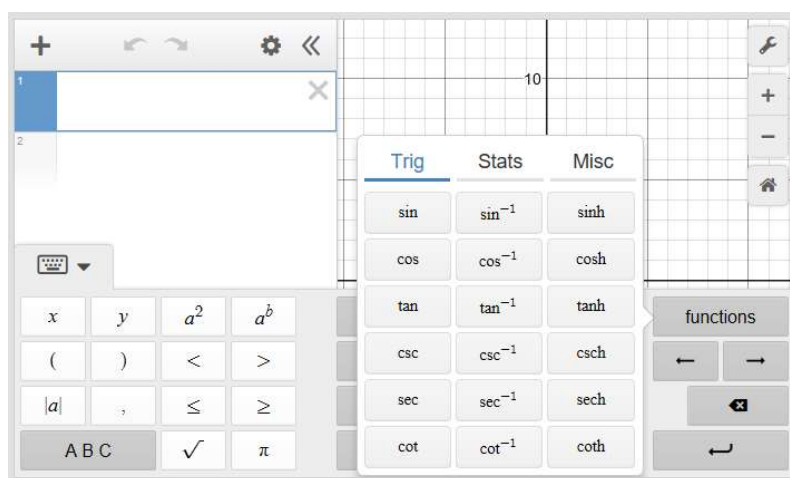 10
1
2
Trig Stats Misc
sin sin⁻¹ sinh
cos cos⁻¹ cosh
tan tan⁻¹ tanh
csc csc⁻¹ csch
sec sec⁻¹ sech
cot cot⁻¹ coth
x y a² aᵇ
( ) < >
|a| , ≤ ≥
A B C √ π
functions
← →